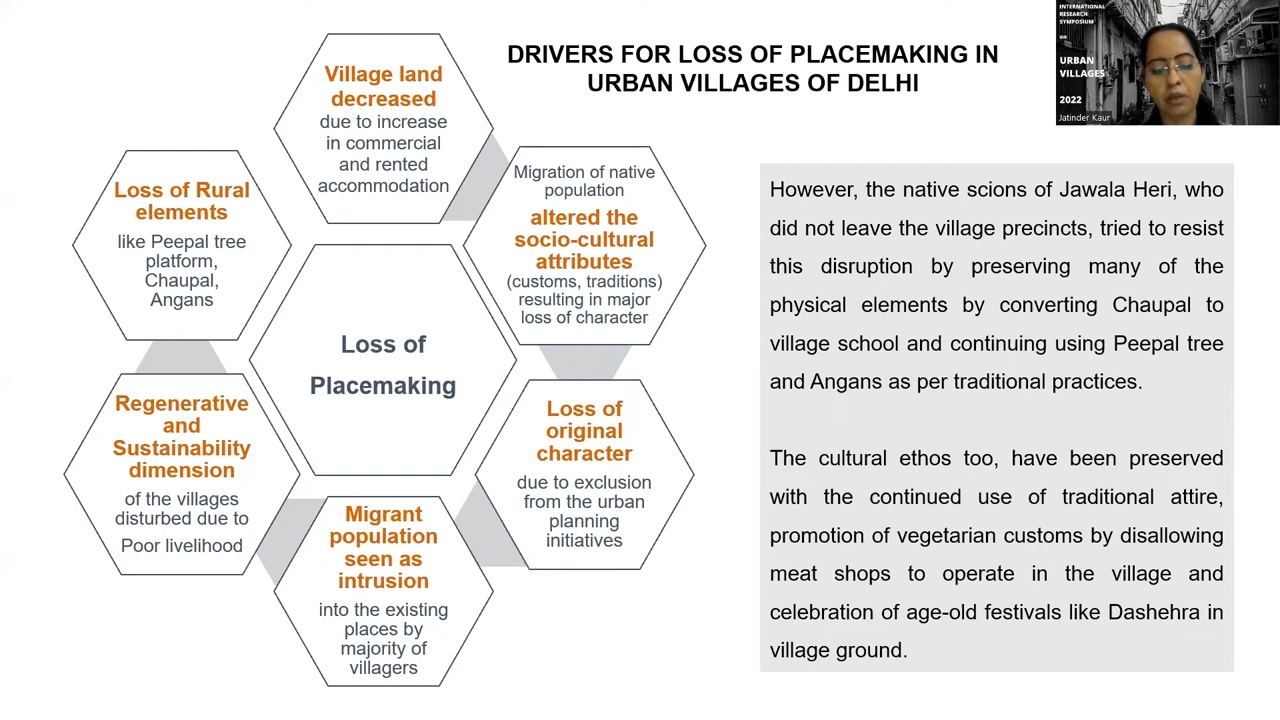 DRIVERS FOR LOSS OF PLACEMAKING IN
URBAN VILLAGES OF DELHI
INTERNATIONAL
RESEARCH
SYMPOSIUM
on
URBAN
VILLAGES
2022
Jatinder Kaur
Village land
decreased
due to increase
in commercial
and rented
accommodation
Migration of native
population
altered the
socio-cultural
attributes
(customs, traditions)
resulting in major
loss of character
Loss of
original
character
due to exclusion
from the urban
planning
initiatives
Migrant
population
seen as
intrusion
into the existing
places by
majority of
villagers
Regenerative
and
Sustainability
dimension
of the villages
disturbed due to
Poor livelihood
Loss of Rural
elements
like Peepal tree
platform,
Chaupal,
Angans
Loss of
Placemaking
However, the native scions of Jawala Heri, who
did not leave the village precincts, tried to resist
this disruption by preserving many of the
physical elements by converting Chaupal to
village school and continuing using Peepal tree
and Angans as per traditional practices.
The cultural ethos too, have been preserved
with the continued use of traditional attire,
promotion of vegetarian customs by disallowing
meat shops to operate in the village and
celebration of age-old festivals like Dashehra in
village ground.